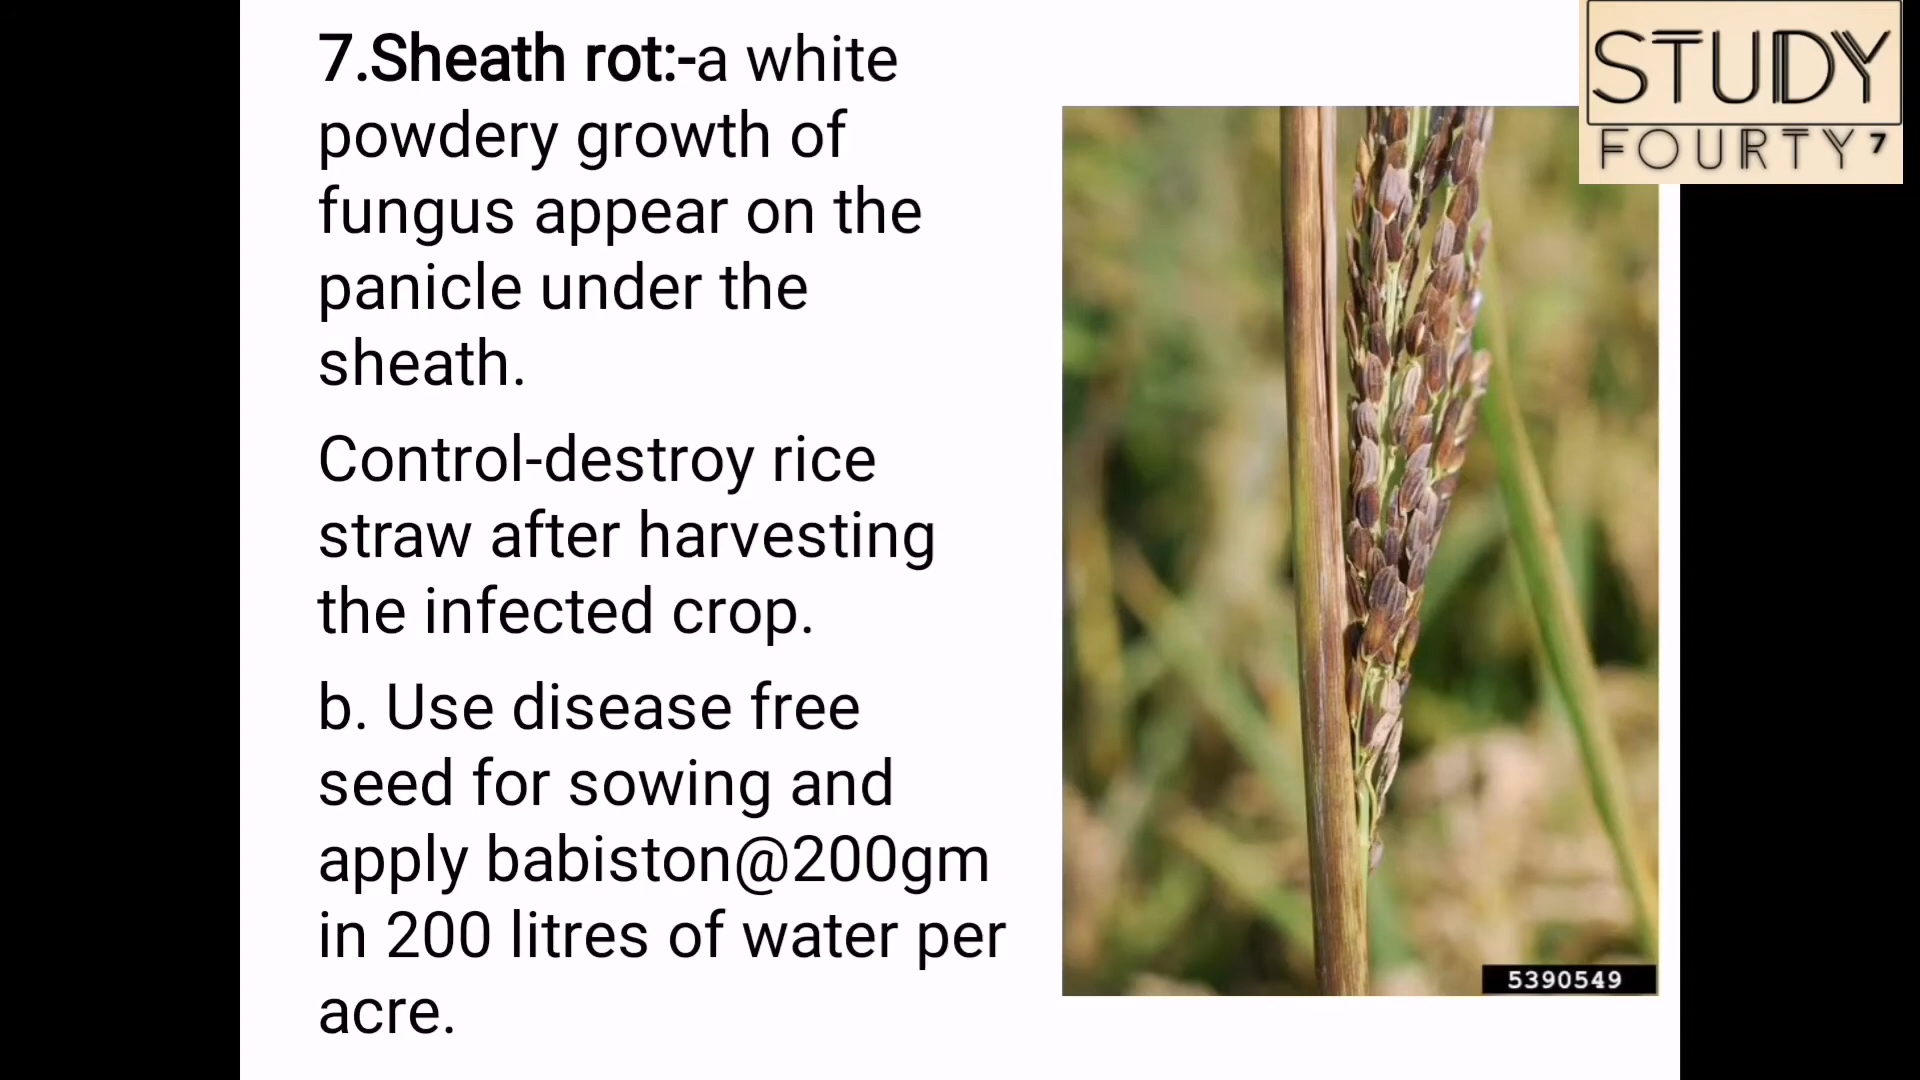 7.Sheath rot:-a white
powdery growth of
fungus appear on the
panicle under the
sheath.
Control-destroy rice
straw after harvesting
the infected crop.
b. Use disease free
seed for sowing and
apply babiston@200gm
in 200 litres of water per
acre.
STUDY
FOURTY 7
5390549